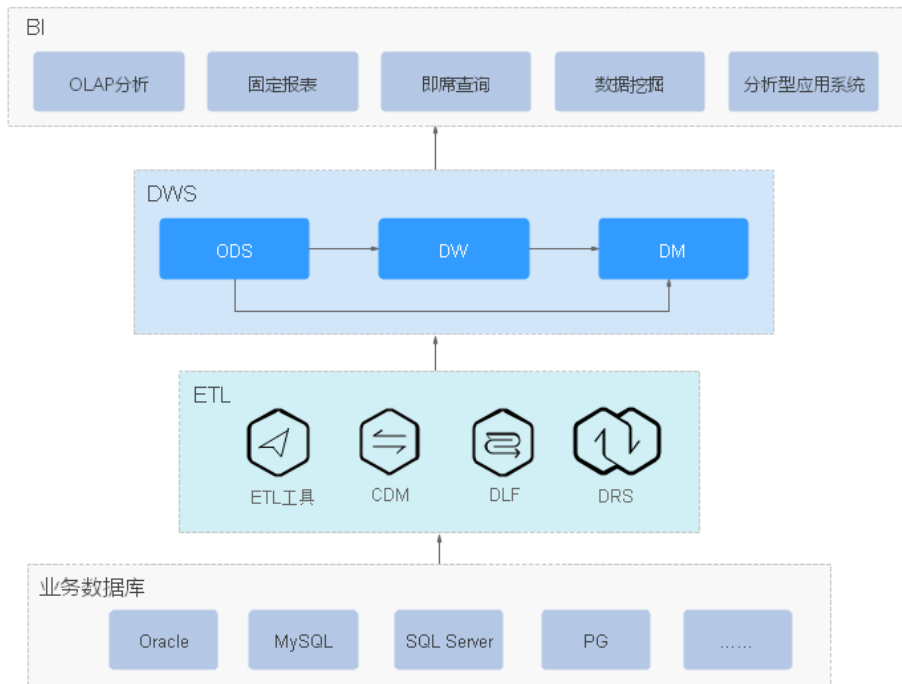 BI
OLAP分析 固定报表 即席查询 数据挖掘 分析型应用系统
DWS
ODS DW DM
ETL
ETL工具 CDM DLF DRS
业务数据库
Oracle MySQL SQL Server PG ……